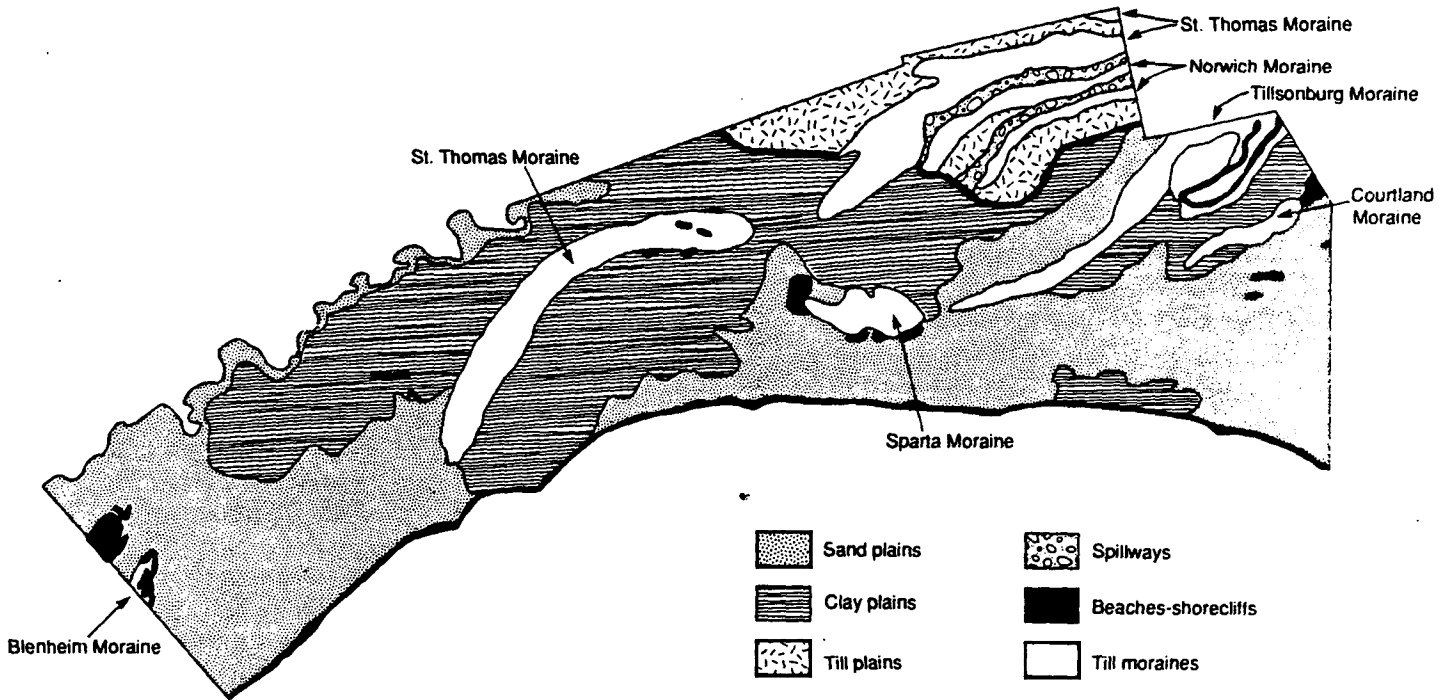 St. Thomas Moraine
Norwich Moraine
Tillsonburg Moraine
St. Thomas Moraine
Courtland
Moraine
Sparta Moraine
Blenheim Moraine
Sand plains
Clay plains
Till plains
Spillways
Beaches-shorecliffs
Till moraines